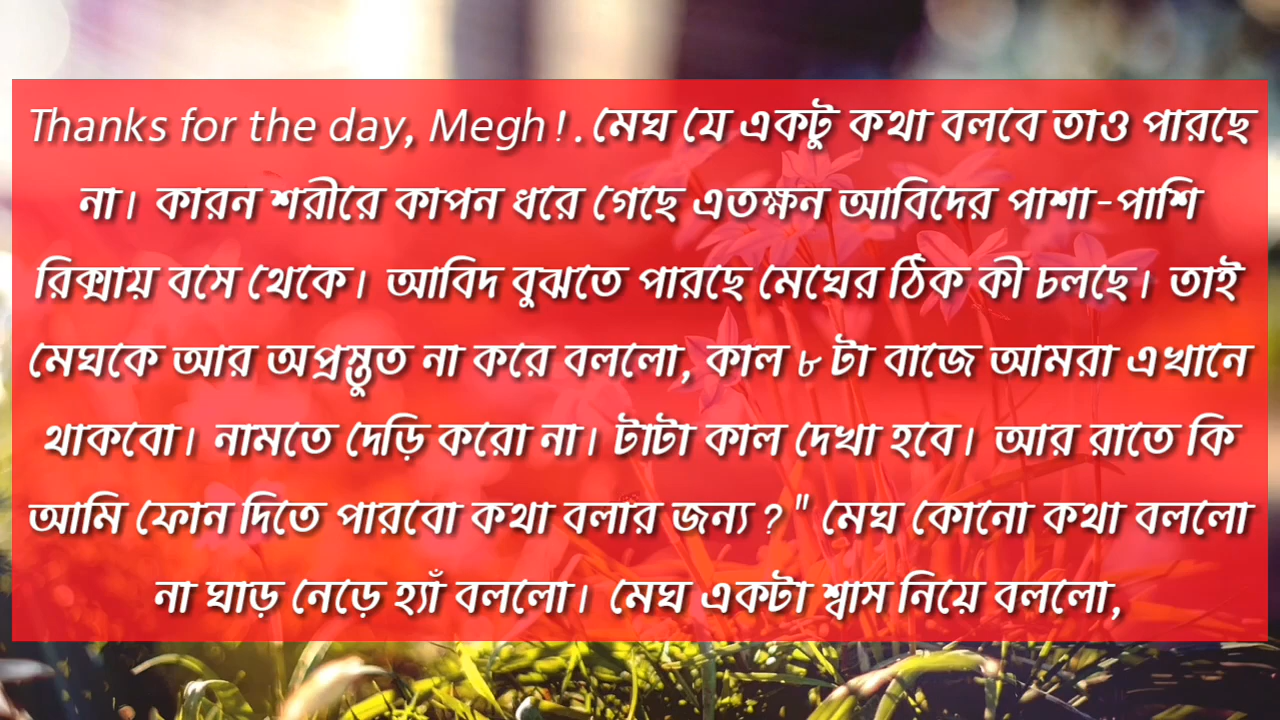 Thanks for the day, Megh!. মেঘ যে একটু কথা বলবে তাও পারছে
না। কারন শরীরে কাপন ধরে গেছে এতক্ষন আবিদের পাশা-পাশি
রিক্সায় বসে থেকে। আবিদ বুঝতে পারছে মেঘের ঠিক কী চলছে। তাই
মেঘকে আর অপ্রস্তুত না করে বললো, কাল ৮ টা বাজে আমরা এখানে
থাকবো। নামতে দেড়ি করো না। টাটা কাল দেখা হবে। আর রাতে কি
আমি ফোন দিতে পারবো কথা বলার জন্য ? " মেঘ কোনো কথা বললো
না ঘাড় নেড়ে হ্যাঁ বললো। মেঘ একটা শ্বাস নিয়ে বললো,